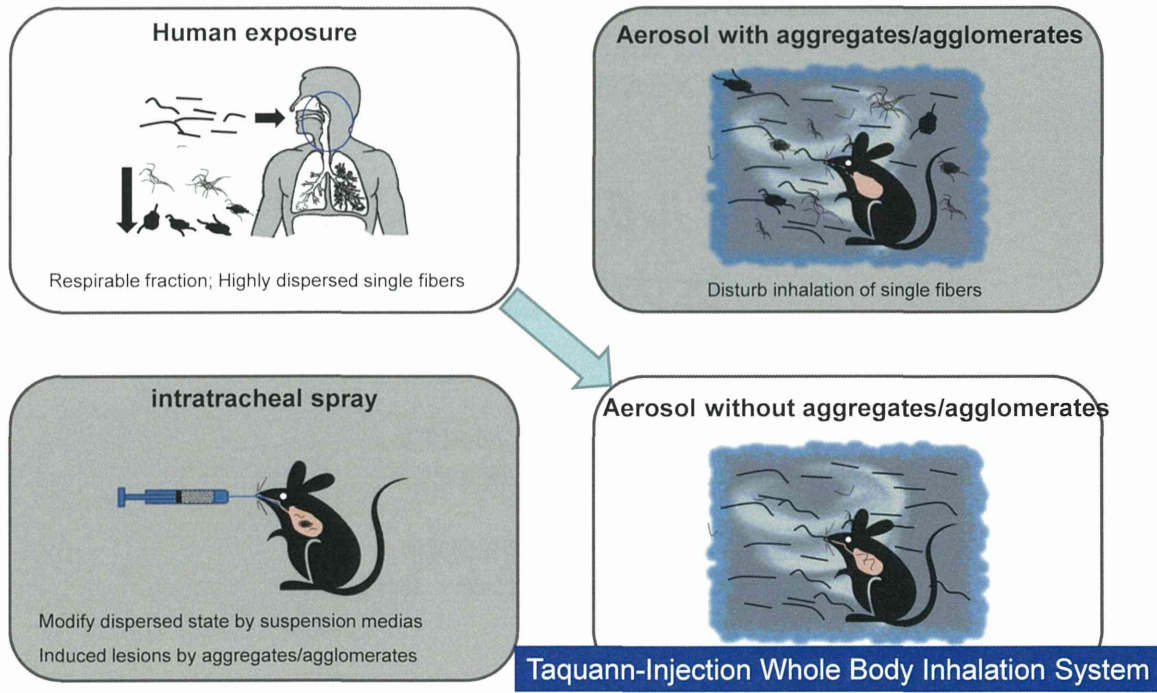 Human exposure
Respirable fraction; Highly dispersed single fibers
Aerosol with aggregates/agglomerates
Disturb inhalation of single fibers
intratracheal spray
Modify dispersed state by suspension medias
Induced lesions by aggregates/agglomerates
Aerosol without aggregates/agglomerates
Taquann-Injection Whole Body Inhalation System